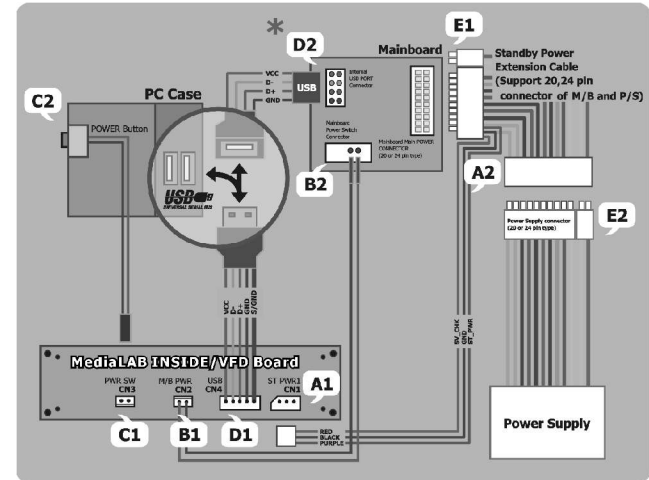 *
D2
Mainboard
E1
Standby Power
Extension Cable
(Support 20,24 pin
connector of M/B and P/S)
VCC
D-
D+
GND
USB
Internal
USB PORT
Connector
C2
PC Case
POWER Button
Mainboard
Power Switch
Connector
Mainboard Main POWER
CONNECTOR
(20 or 24 pin type)
B2
A2
USB
UNIVERSAL SERIAL BUS
Power Supply connector
(20 or 24 pin type)
E2
VCC
D-
D+
GND
S/GND
5V_CHK
GND
ST_PWR
MediaLAB INSIDE/VFD Board
PWR SW
CN3
M/B PWR
CN2
USB
CN4
ST PWR1
CN1
A1
C1
B1
D1
RED
BLACK
PURPLE
Power Supply